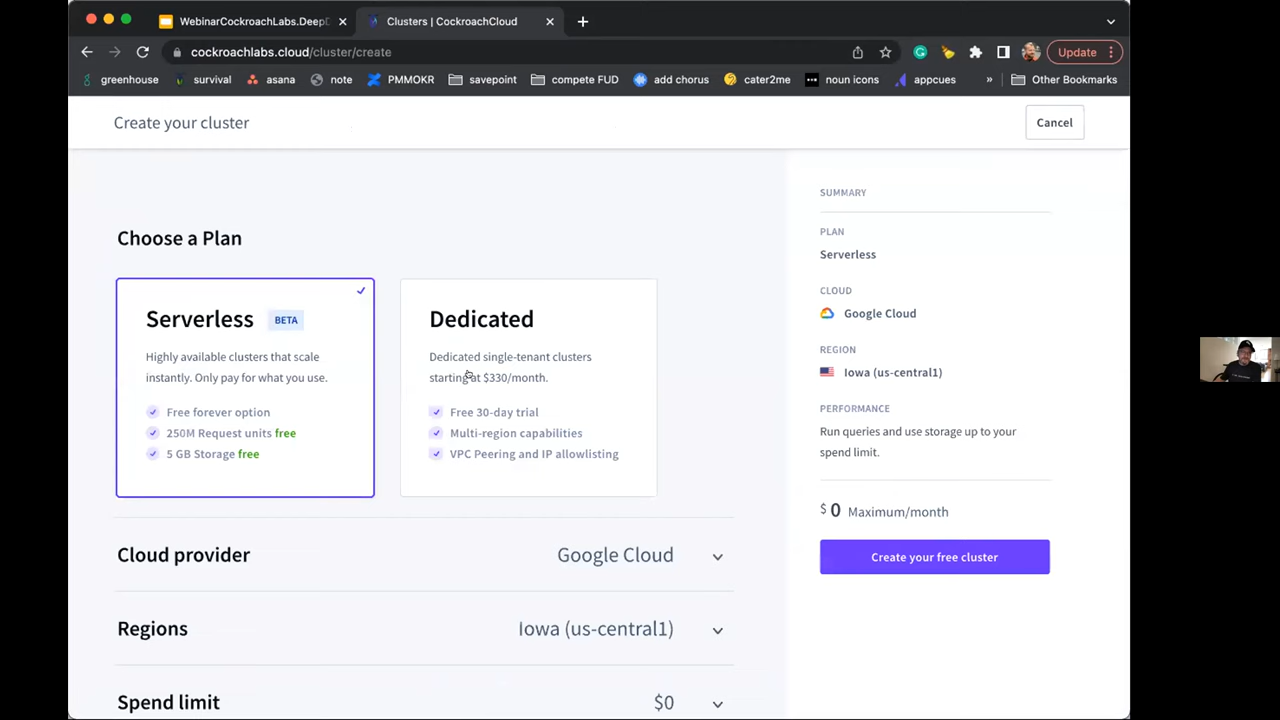 WebinarCockroachLabs.DeepD
Clusters | CockroachCloud
cockroachlabs.cloud/cluster/create
Update
greenhouse
survival
asana
note
PMMOKR
savepoint
compete FUD
add chorus
cater2me
noun icons
appcues
»
Other Bookmarks
Create your cluster
Cancel
Choose a Plan
Serverless BETA
Highly available clusters that scale
instantly. Only pay for what you use.
Free forever option
250M Request units free
5 GB Storage free
Dedicated
Dedicated single-tenant clusters
starting at $330/month.
Free 30-day trial
Multi-region capabilities
VPC Peering and IP allowlisting
Cloud provider
Google Cloud
Regions
Iowa (us-central1)
Spend limit
$0
SUMMARY
PLAN
Serverless
CLOUD
Google Cloud
REGION
Iowa (us-central1)
PERFORMANCE
Run queries and use storage up to your
spend limit.
$ 0 Maximum/month
Create your free cluster